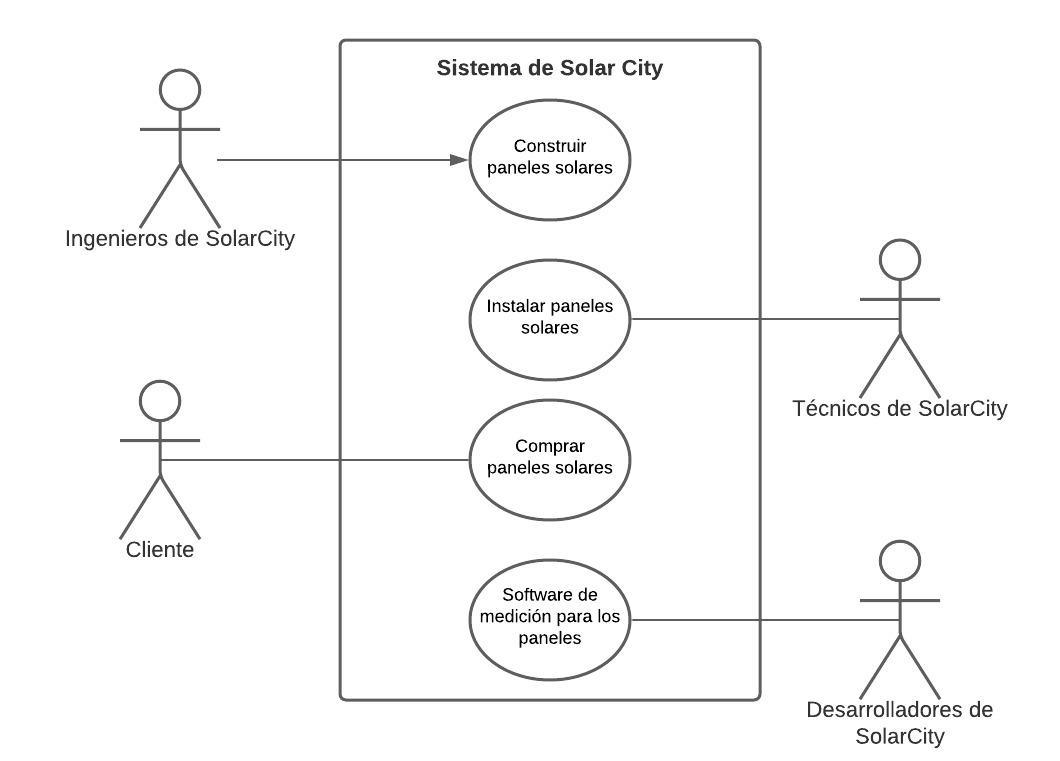 Sistema de Solar City
Construir
paneles solares
Ingenieros de SolarCity
Instalar paneles
solares
Técnicos de SolarCity
Comprar
paneles solares
Cliente
Software de
medición para los
paneles
Desarrolladores de
SolarCity